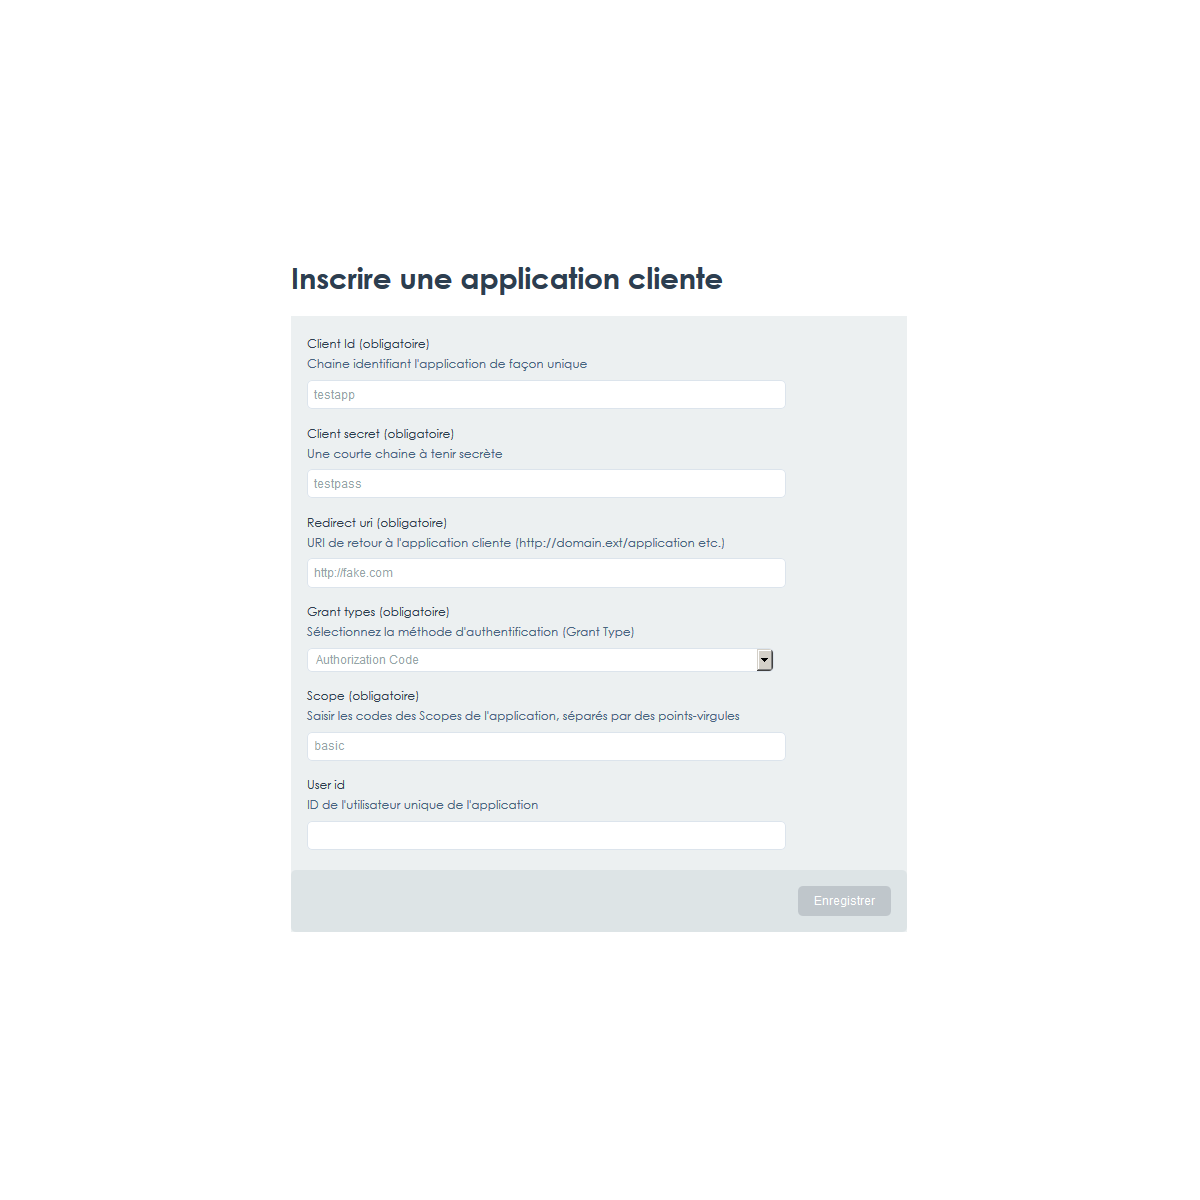 Inscrire une application cliente
Client Id (obligatoire)
Chaine identifiant l'application de façon unique
testapp
Client secret (obligatoire)
Une courte chaine à tenir secrète
testpass
Redirect uri (obligatoire)
URI de retour à l'application cliente (http://domain.ext/application etc.)
http://fake.com
Grant types (obligatoire)
Sélectionnez la méthode d'authentification (Grant Type)
Authorization Code
Scope (obligatoire)
Saisir les codes des Scopes de l'application, séparés par des points-virgules
basic
User id
ID de l'utilisateur unique de l'application
Enregistrer